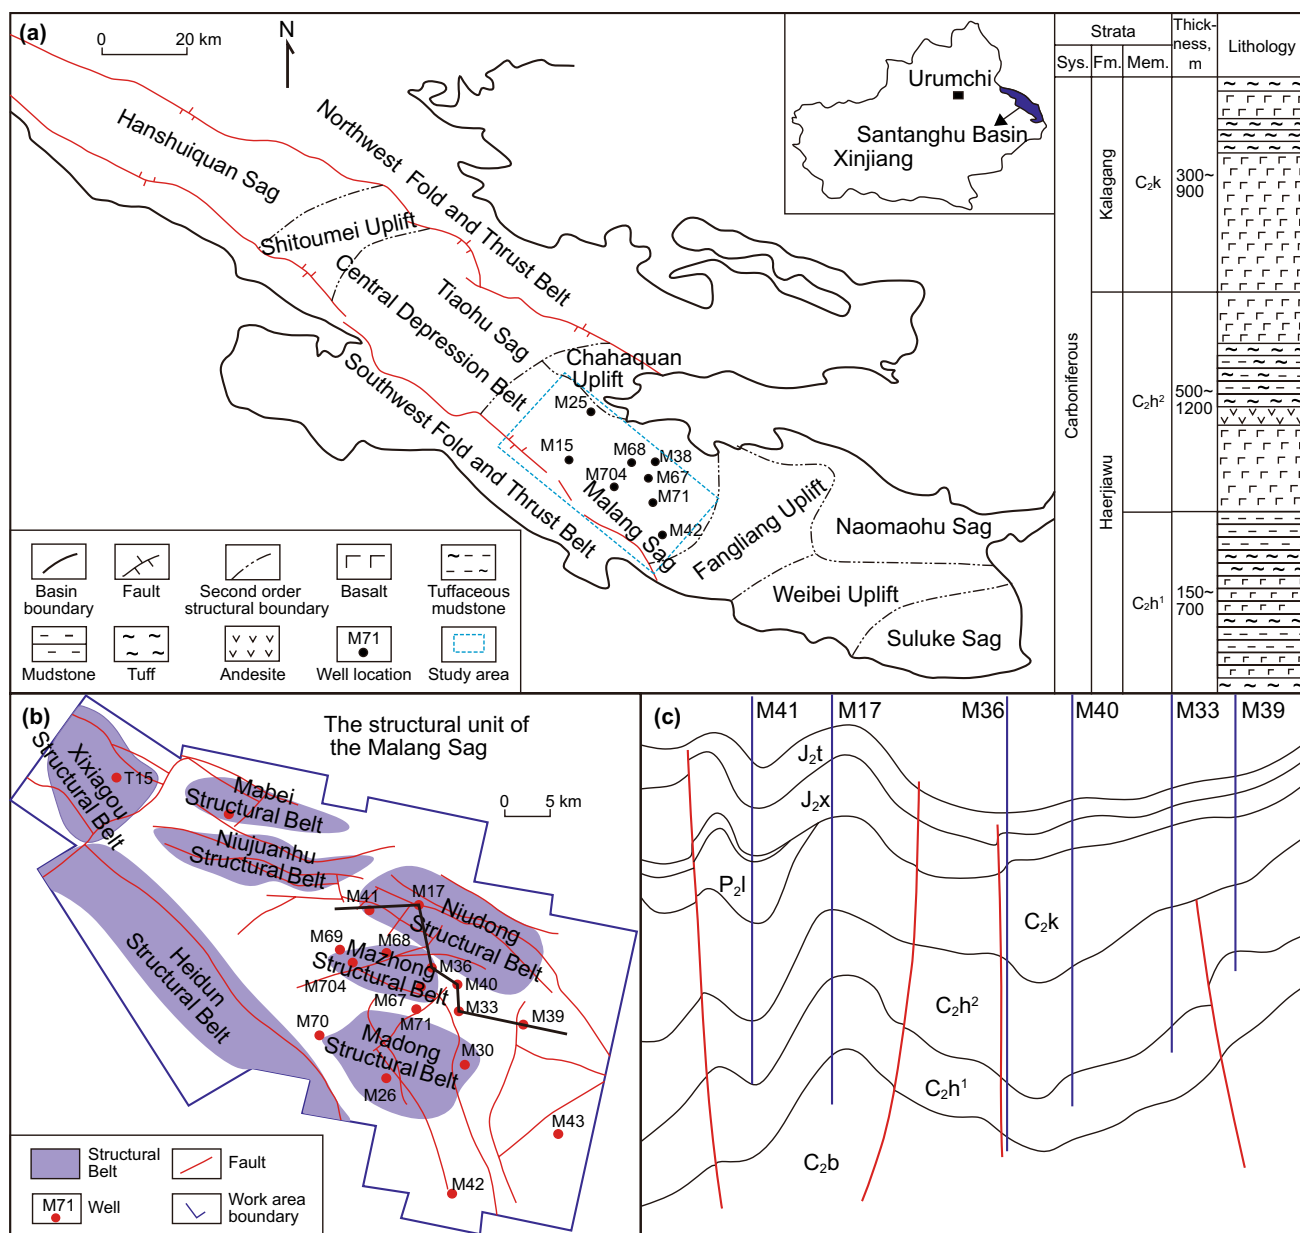 (a)
0 20 km
N
Hanshuiquan Sag
Northwest Fold and Thrust Belt
Shitoumei Uplift
Central Depression Belt
Tiaohu Sag
Southwest Fold and Thrust Belt
Chahaquan
Uplift
M25
M15
M68
M38
M704
M67
M71
M42
Malang Sag
Fangliang Uplift
Naomaohu Sag
Weibei Uplift
Suluke Sag
Urumchi
Santanghu Basin
Xinjiang
Basin
boundary
Fault
Second order
structural boundary
Basalt
Tuffaceous
mudstone
Mudstone
Tuff
Andesite
M71
Well location
Study area
Strata
Thick-
ness,
m
Lithology
Sys.
Fm.
Mem.
Carboniferous
Kalagang
C₂k
300~
900
Haerjiawu
C₂h²
500~
1200
C₂h¹
150~
700
(b)
The structural unit of
the Malang Sag
0 5 km
Xixiagou
Structural Belt
T15
Mabei
Structural Belt
Niujuanhu
Structural Belt
M41
M17
Niudong
Structural Belt
M69
M68
Mazhong
Structural Belt
M36
M704
M40
M67
M33
M71
M39
M70
Madong
Structural Belt
M30
M26
Heidun
Structural Belt
M43
M42
Structural
Belt
Fault
M71
Well
Work area
boundary
(c)
M41
M17
M36
M40
M33
M39
J₂t
J₂x
P₂l
C₂k
C₂h²
C₂h¹
C₂b